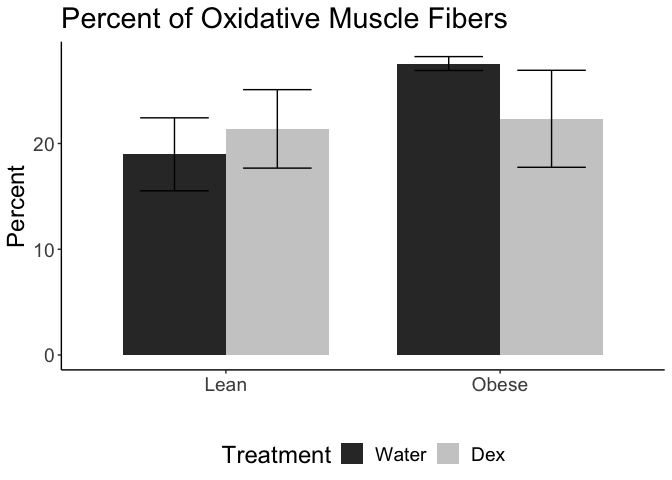 Percent of Oxidative Muscle Fibers
Percent
20
10
0
Lean Obese
Treatment Water Dex